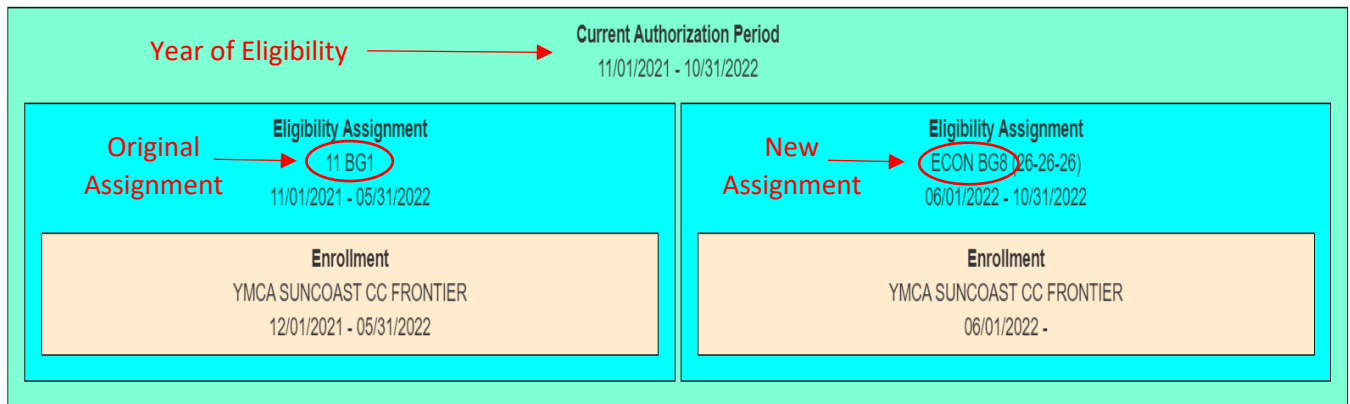 Year of Eligibility
Current Authorization Period
11/01/2021 - 10/31/2022
Original
Assignment
Eligibility Assignment
11 BG1
11/01/2021 - 05/31/2022
Enrollment
YMCA SUNCOAST CC FRONTIER
12/01/2021 - 05/31/2022
New
Assignment
Eligibility Assignment
ECON BG8 (26-26-26)
06/01/2022 - 10/31/2022
Enrollment
YMCA SUNCOAST CC FRONTIER
06/01/2022 -